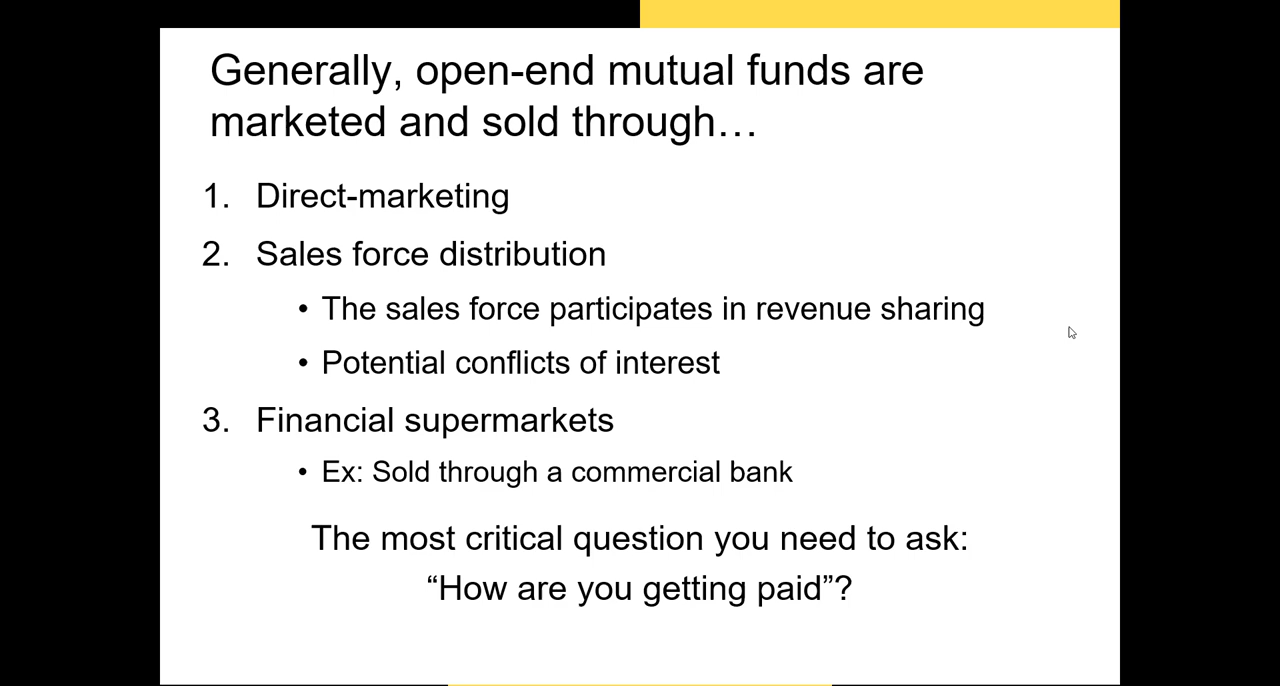 Generally, open-end mutual funds are
marketed and sold through…
1. Direct-marketing
2. Sales force distribution
• The sales force participates in revenue sharing
• Potential conflicts of interest
3. Financial supermarkets
• Ex: Sold through a commercial bank
The most critical question you need to ask:
“How are you getting paid”?